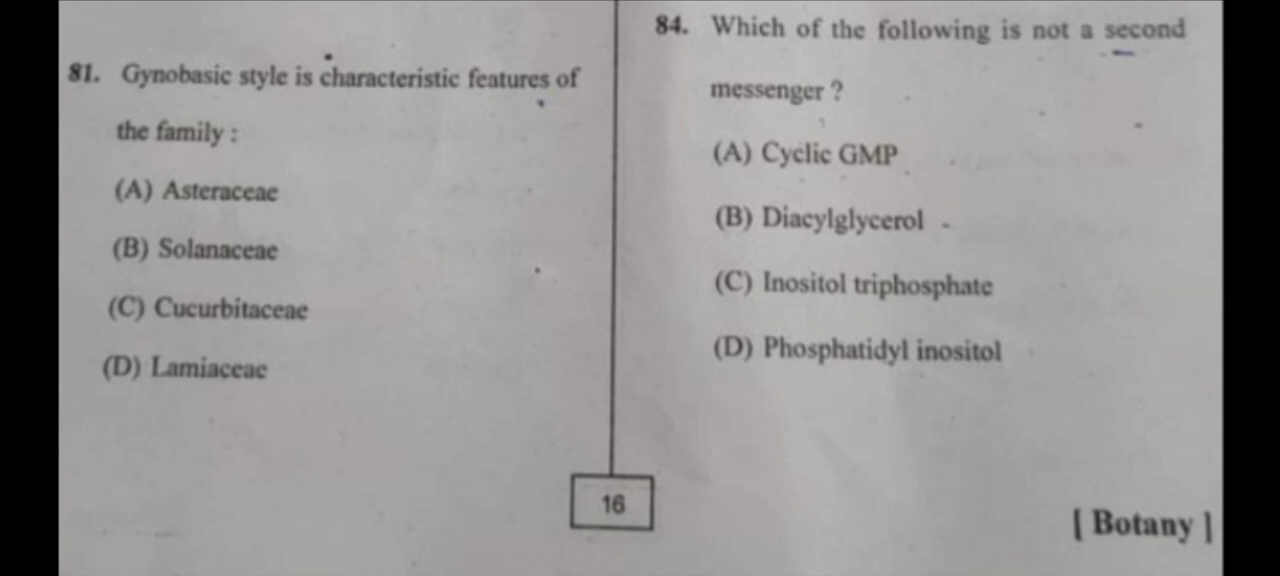 81. Gynobasic style is characteristic features of
the family :
(A) Asteraceae
(B) Solanaceae
(C) Cucurbitaceae
(D) Lamiaceae
84. Which of the following is not a second
messenger ?
(A) Cyclic GMP
(B) Diacylglycerol
(C) Inositol triphosphate
(D) Phosphatidyl inositol
16
[ Botany ]